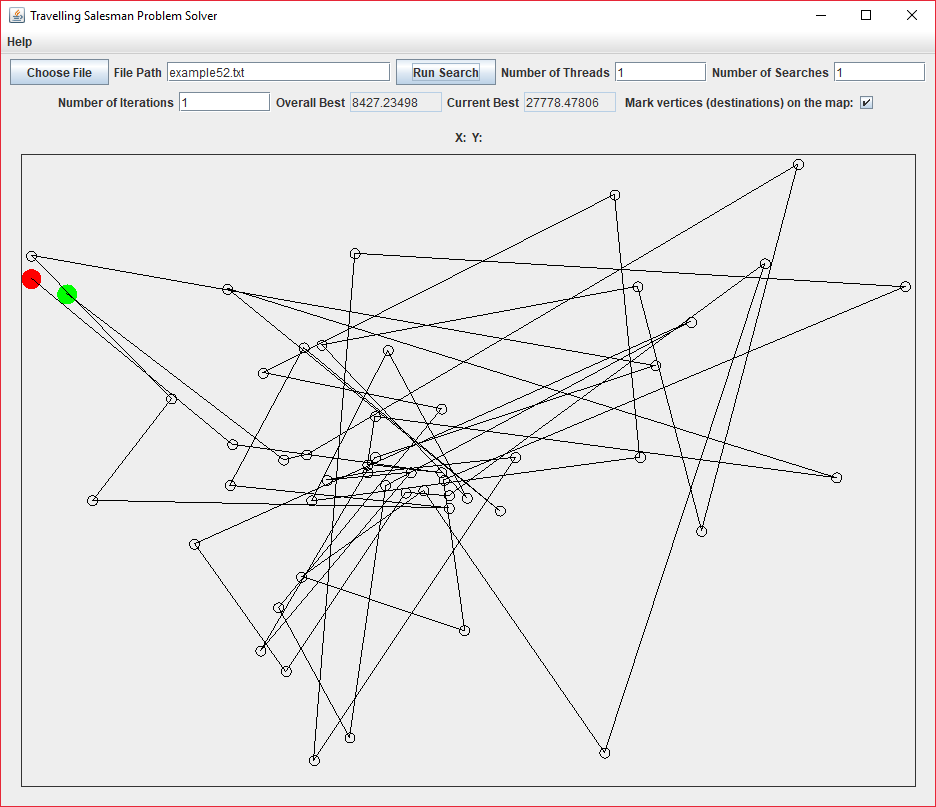 Travelling Salesman Problem Solver
Help
Choose File File Path example52.txt Run Search Number of Threads 1 Number of Searches 1
Number of Iterations 1 Overall Best 8427.23498 Current Best 27778.47806 Mark vertices (destinations) on the map:
X: Y: